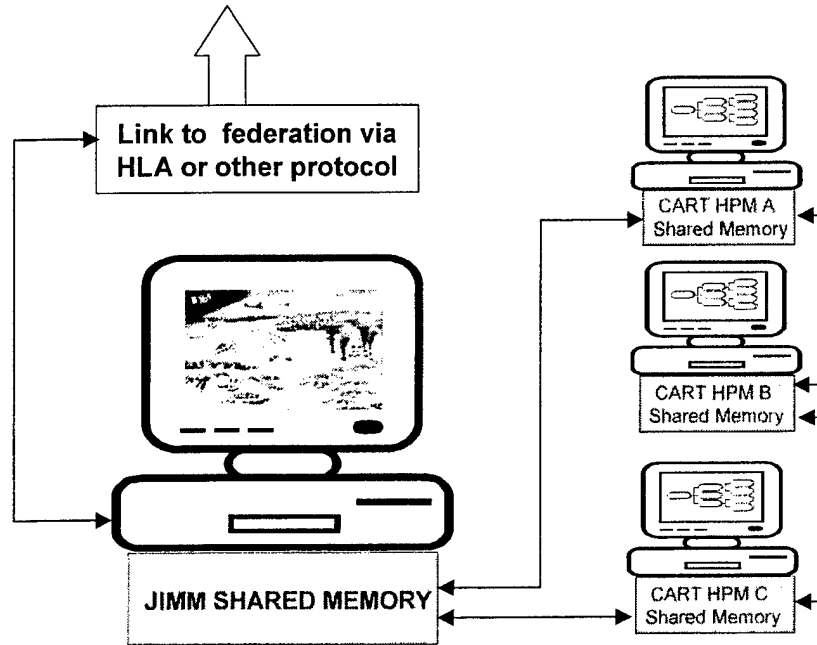 Link to federation via
HLA or other protocol
CART HPM A
Shared Memory
CART HPM B
Shared Memory
JIMM SHARED MEMORY
CART HPM C
Shared Memory